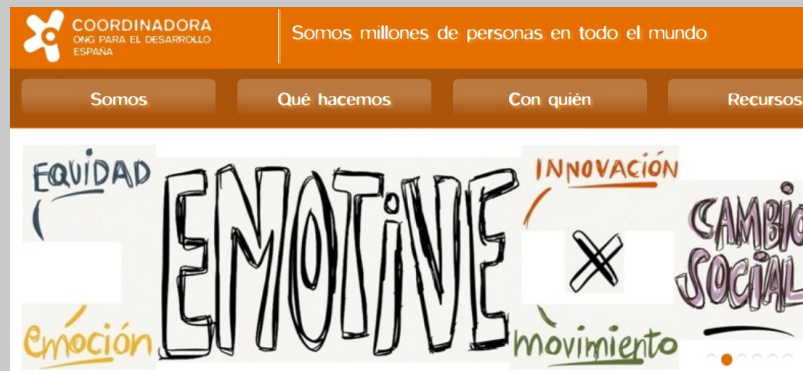 COORDINADORA
ONG PARA EL DESARROLLO
ESPAÑA
Somos millones de personas en todo el mundo
Somos
Qué hacemos
Con quién
Recursos
EQUIDAD
EMOTiVE
INNOVACiÓN
X
CAMBIO
SOCIAL
emoción
movimiento